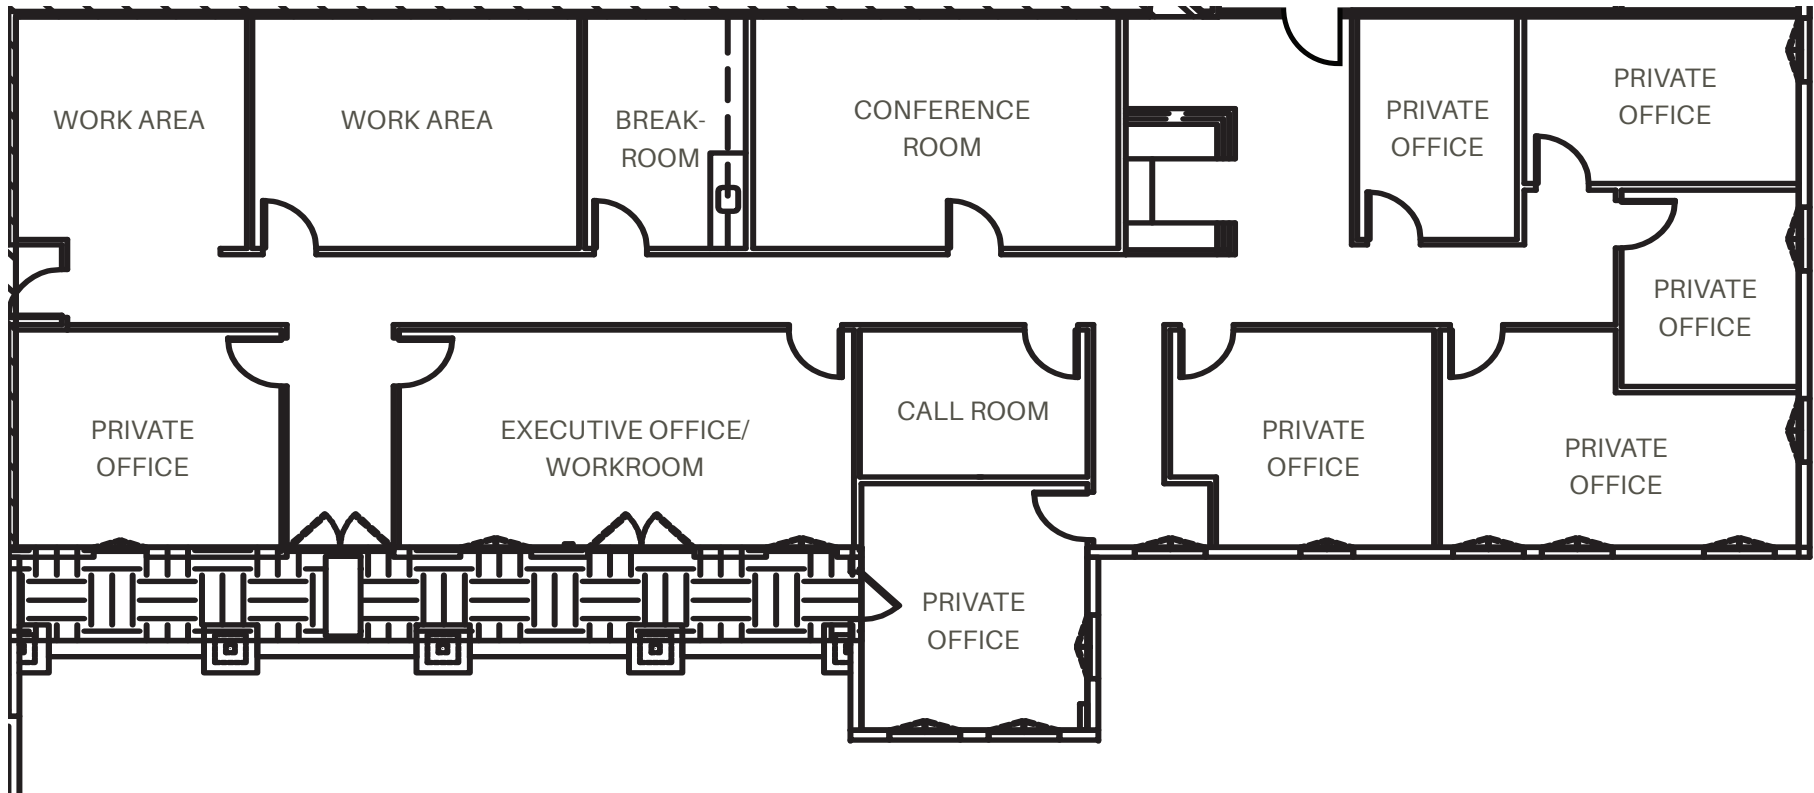 WORK AREA
WORK AREA
BREAK-
ROOM
CONFERENCE
ROOM
PRIVATE
OFFICE
PRIVATE
OFFICE
PRIVATE
OFFICE
PRIVATE
OFFICE
EXECUTIVE OFFICE/
WORKROOM
CALL ROOM
PRIVATE
OFFICE
PRIVATE
OFFICE
PRIVATE
OFFICE